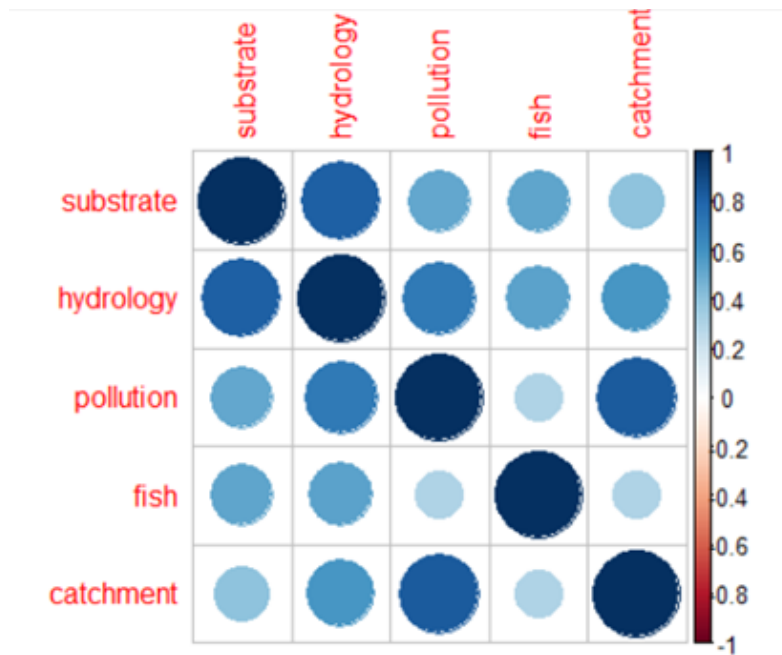 substrate
hydrology
pollution
fish
catchment
substrate
hydrology
pollution
fish
catchment
1
0.8
0.6
0.4
0.2
0
-0.2
-0.4
-0.6
-0.8
-1